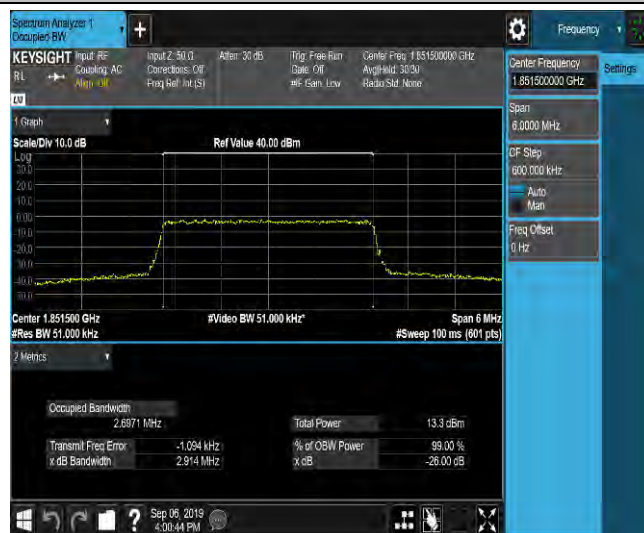 Spectrum Analyzer 1
Occupied BW
+
Frequency
KEYSIGHT
RL
Input: RF
Coupling: AC
Align: Off
Input Z: 50 Ω
Corrections: Off
Freq Ref: Int (S)
Atten: 30 dB
Trig: Free Run
Gate: Off
#IF Gain: Low
Center Freq: 1.851500000 GHz
Avg|Hold: 30/30
Radio Std: None
LXI
Center Frequency
1.851500000 GHz
Settings
Span
6.0000 MHz
CF Step
600.000 kHz
Auto
Man
Freq Offset
0 Hz
1 Graph
Scale/Div 10.0 dB
Ref Value 40.00 dBm
Log
30.0
20.0
10.0
0.00
-10.0
-20.0
-30.0
-40.0
-50.0
Center 1.851500 GHz
#Video BW 51.000 kHz*
Span 6 MHz
#Res BW 51.000 kHz
#Sweep 100 ms (601 pts)
2 Metrics
Occupied Bandwidth
2.6971 MHz
Total Power
13.3 dBm
Transmit Freq Error
-1.094 kHz
% of OBW Power
99.00 %
x dB Bandwidth
2.914 MHz
x dB
-26.00 dB
?
Sep 06, 2019
4:00:44 PM